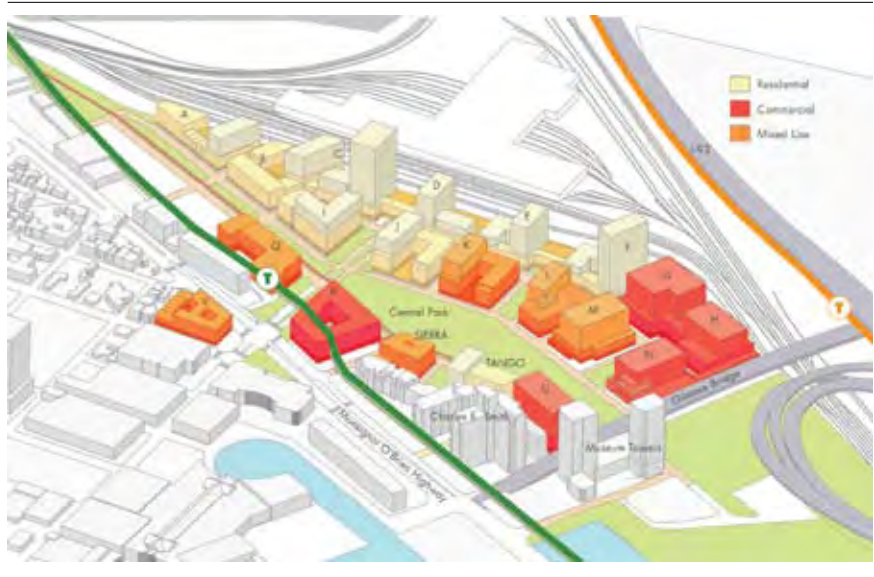 Residential
Commercial
Mixed Use
I-93
A
B
C
D
E
F
I
J
K
L
M
G
H
N
Q
R
T
T
Central Park
SIERRA
TANGO
U
Charles E. Smith
Gilmore Bridge
Museum Towers
Monsignor O'Brien Highway